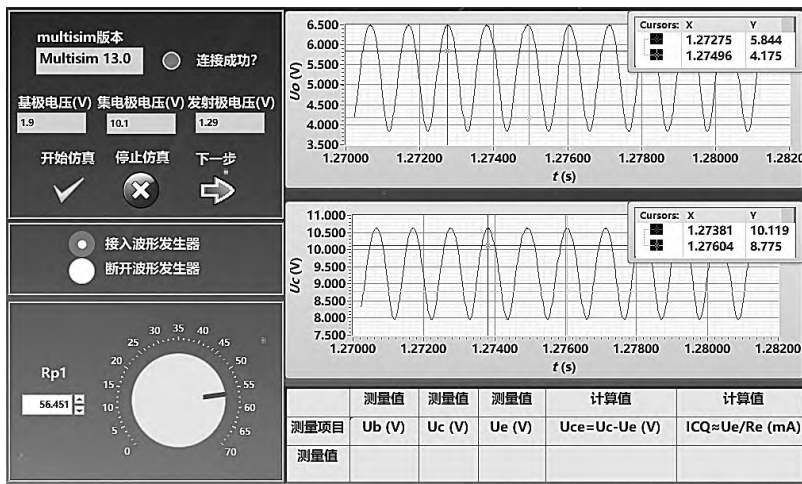 multisim版本
Multisim 13.0
连接成功?
基极电压(V) 集电极电压(V) 发射极电压(V)
1.9 10.1 1.29
开始仿真 停止仿真 下一步
接入波形发生器
断开波形发生器
Rp1
56.451
0 5 10 15 20 25 30 35 40 45 50 55 60 65 70
Uo (V)
6.500
6.000
5.500
5.000
4.500
4.000
3.500
1.27000 1.27200 1.27400 1.27600 1.27800 1.28000 1.2820
t (s)
Cursors: X Y
1.27275 5.844
1.27496 4.175
Uc (V)
11.000
10.500
10.000
9.500
9.000
8.500
8.000
7.500
1.27000 1.27200 1.27400 1.27600 1.27800 1.28000 1.28200
t (s)
Cursors: X Y
1.27381 10.119
1.27604 8.775
测量值 测量值 测量值 计算值 计算值
测量项目 Ub (V) Uc (V) Ue (V) Uce=Uc-Ue (V) ICQ≈Ue/Re (mA)
测量值